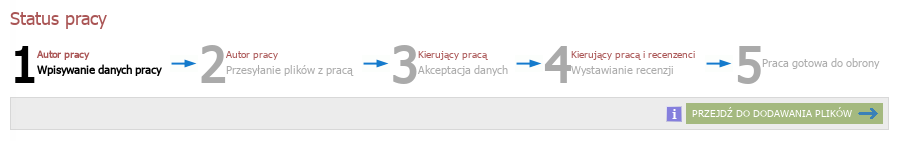 Status pracy
1 Autor pracy
Wpisywanie danych pracy
2 Autor pracy
Przesyłanie plików z pracą
3 Kierujący pracą
Akceptacja danych
4 Kierujący pracą i recenzenci
Wystawianie recenzji
5 Praca gotowa do obrony
i PRZEJDŹ DO DODAWANIA PLIKÓW